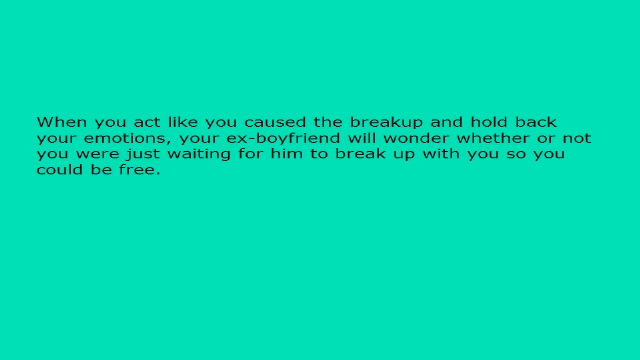 When you act like you caused the breakup and hold back
your emotions, your ex-boyfriend will wonder whether or not
you were just waiting for him to break up with you so you
could be free.